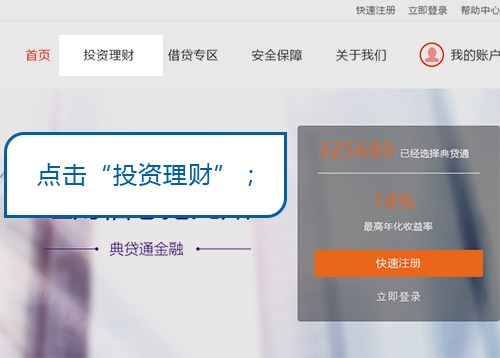 快速注册 立即登录 帮助中心
首页 投资理财 借贷专区 安全保障 关于我们 我的账户
点击“投资理财”；
典贷通金融
325689 已经选择典贷通
18%
最高年化收益率
快速注册
立即登录